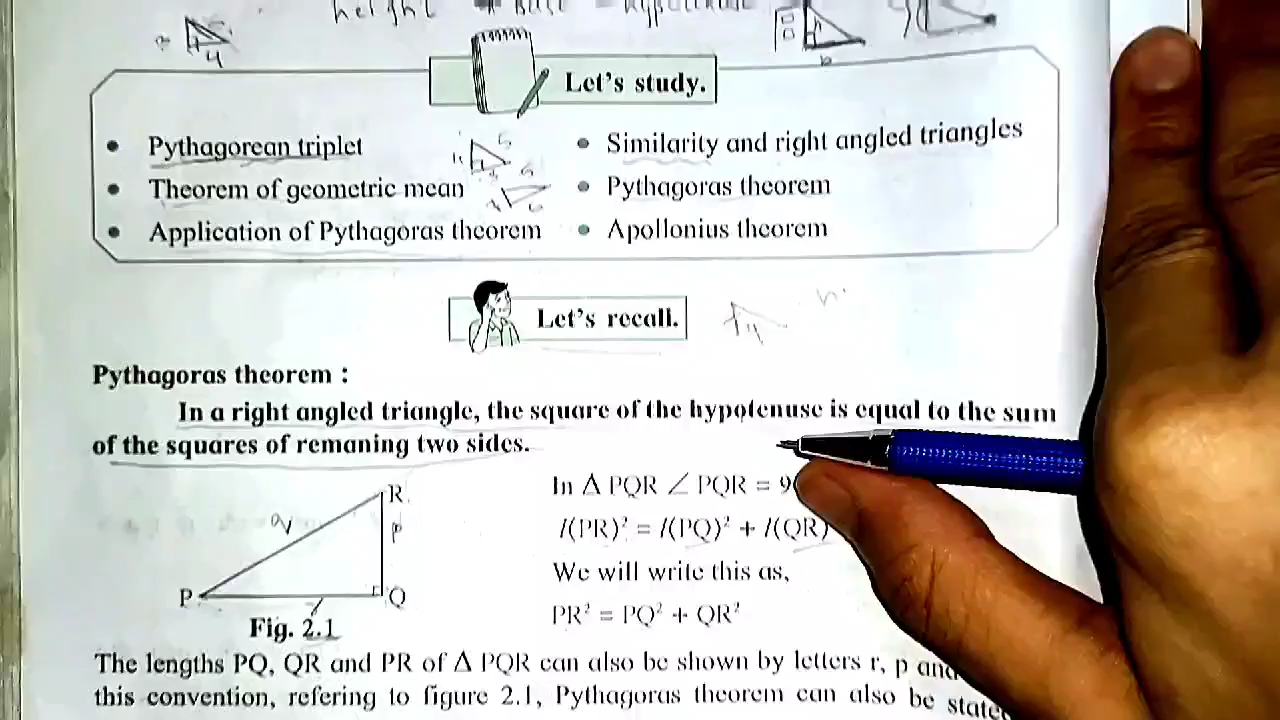 height
Let's study.
• Pythagorean triplet • Similarity and right angled triangles
• Theorem of geometric mean • Pythagoras theorem
• Application of Pythagoras theorem • Apollonius theorem
Let's recall.
Pythagoras theorem :
In a right angled triangle, the square of the hypotenuse is equal to the sum
of the squares of remaning two sides.
In Δ PQR ∠ PQR = 9
l(PR)² = l(PQ)² + l(QR)
We will write this as,
PR² = PQ² + QR²
R
q
p
P
Q
r
Fig. 2.1
The lengths PQ, QR and PR of Δ PQR can also be shown by letters r, p and
this convention, refering to figure 2.1, Pythagoras theorem can also be